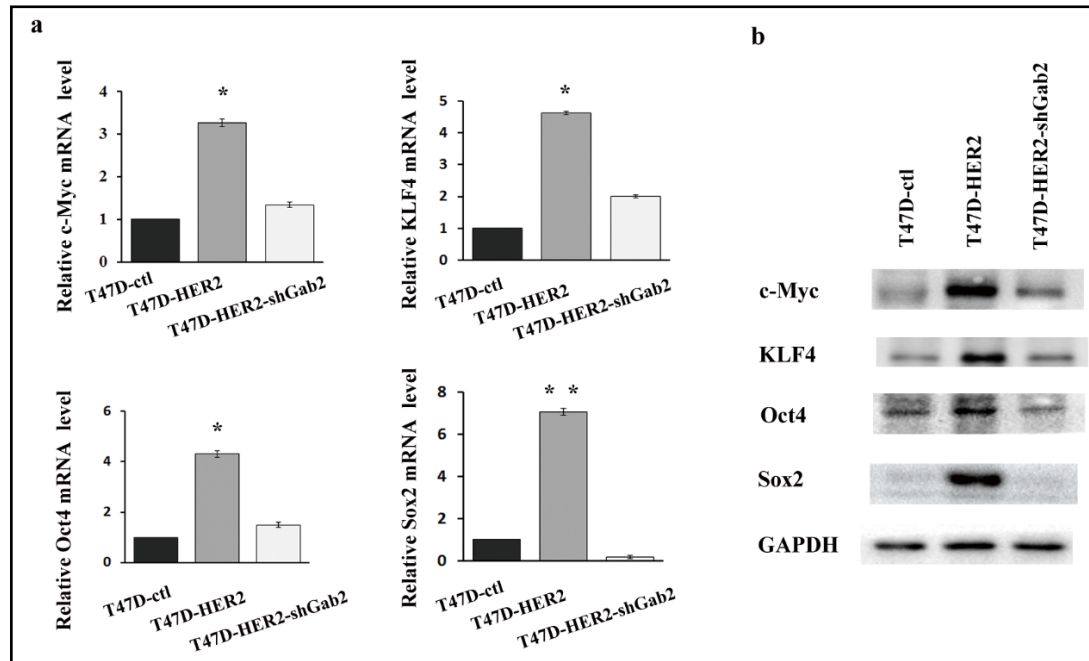 a
Relative c-Myc mRNA level
4
3
2
1
0
*
T47D-ctl
T47D-HER2
T47D-HER2-shGab2
Relative KLF4 mRNA level
5
4
3
2
1
0
*
T47D-ctl
T47D-HER2
T47D-HER2-shGab2
Relative Oct4 mRNA level
6
4
2
0
*
T47D-ctl
T47D-HER2
T47D-HER2-shGab2
Relative Sox2 mRNA level
8
6
4
2
0
* *
T47D-ctl
T47D-HER2
T47D-HER2-shGab2
b
T47D-ctl
T47D-HER2
T47D-HER2-shGab2
c-Myc
KLF4
Oct4
Sox2
GAPDH